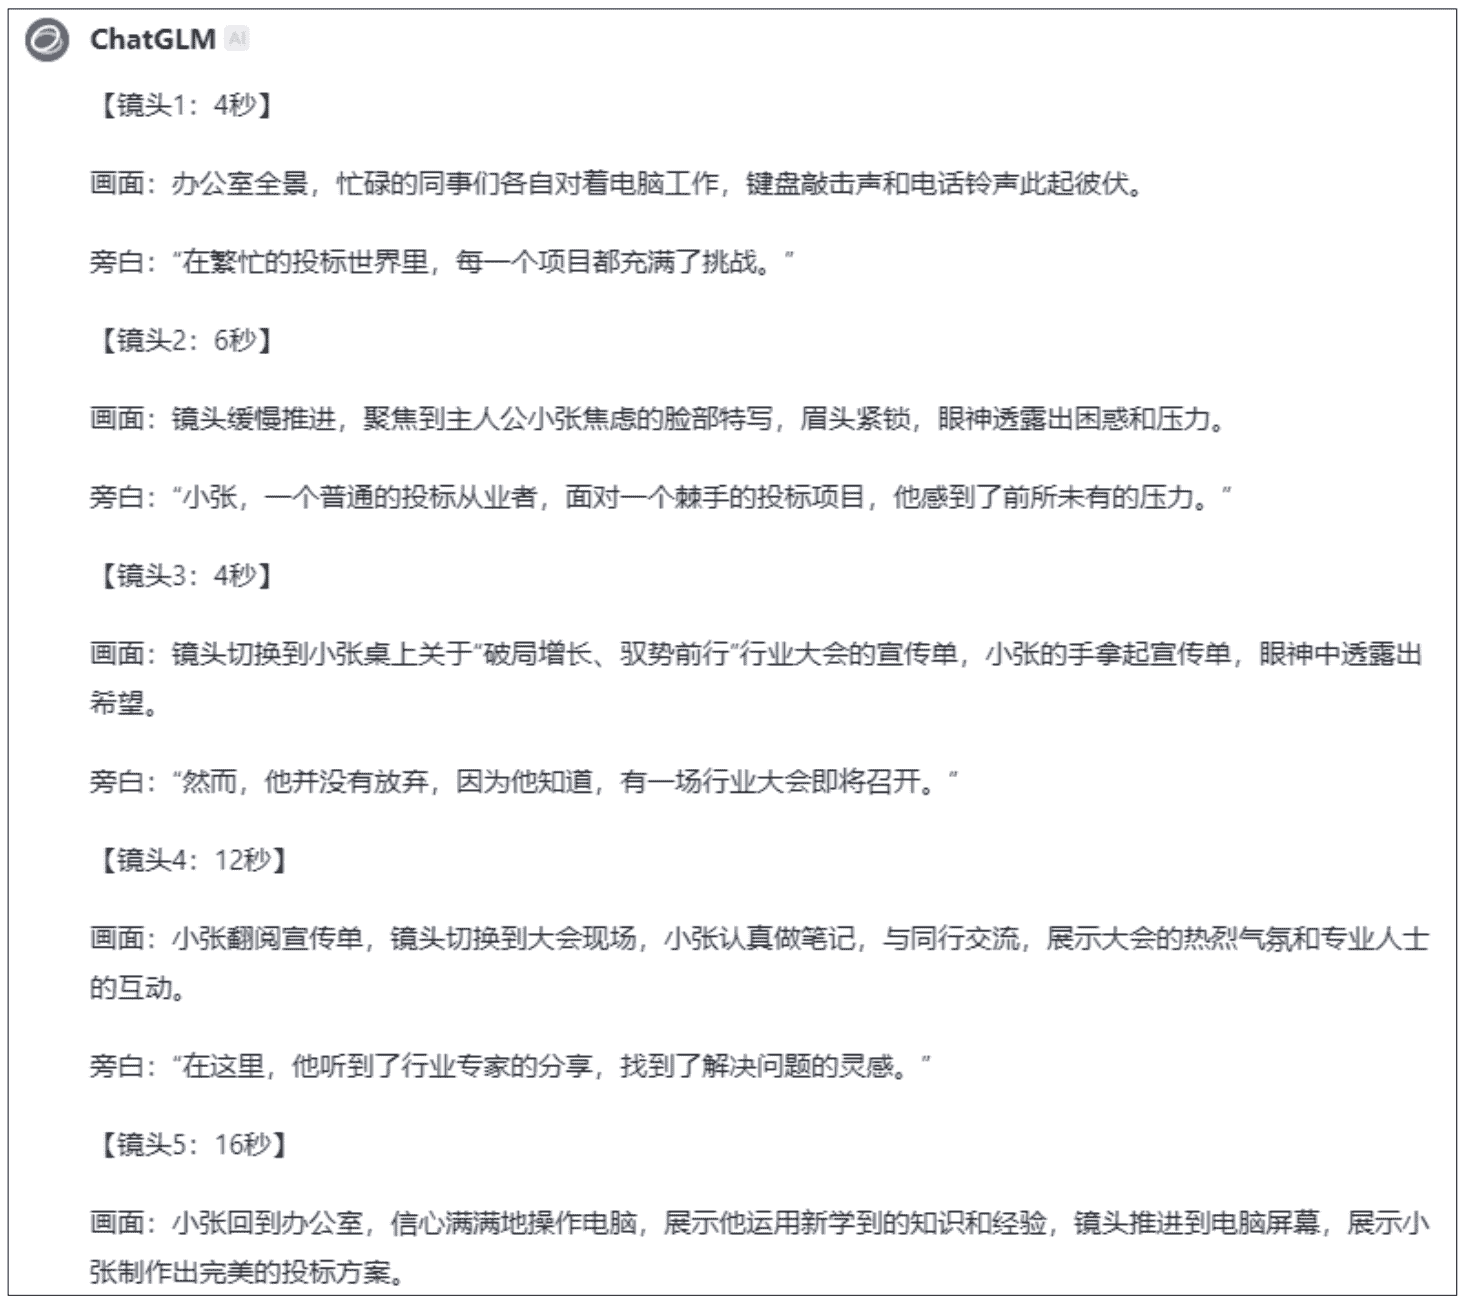 ChatGLM AI
【镜头1：4秒】
画面：办公室全景，忙碌的同事们各自对着电脑工作，键盘敲击声和电话铃声此起彼伏。
旁白：“在繁忙的投标世界里，每一个项目都充满了挑战。”
【镜头2：6秒】
画面：镜头缓慢推进，聚焦到主人公小张焦虑的脸部特写，眉头紧锁，眼神透露出困惑和压力。
旁白：“小张，一个普通的投标从业者，面对一个棘手的投标项目，他感到了前所未有的压力。”
【镜头3：4秒】
画面：镜头切换到小张桌上关于“破局增长、驭势前行”行业大会的宣传单，小张的手拿起宣传单，眼神中透露出
希望。
旁白：“然而，他并没有放弃，因为他知道，有一场行业大会即将召开。”
【镜头4：12秒】
画面：小张翻阅宣传单，镜头切换到大会现场，小张认真做笔记，与同行交流，展示大会的热烈气氛和专业人士
的互动。
旁白：“在这里，他听到了行业专家的分享，找到了解决问题的灵感。”
【镜头5：16秒】
画面：小张回到办公室，信心满满地操作电脑，展示他运用新学到的知识和经验，镜头推进到电脑屏幕，展示小
张制作出完美的投标方案。